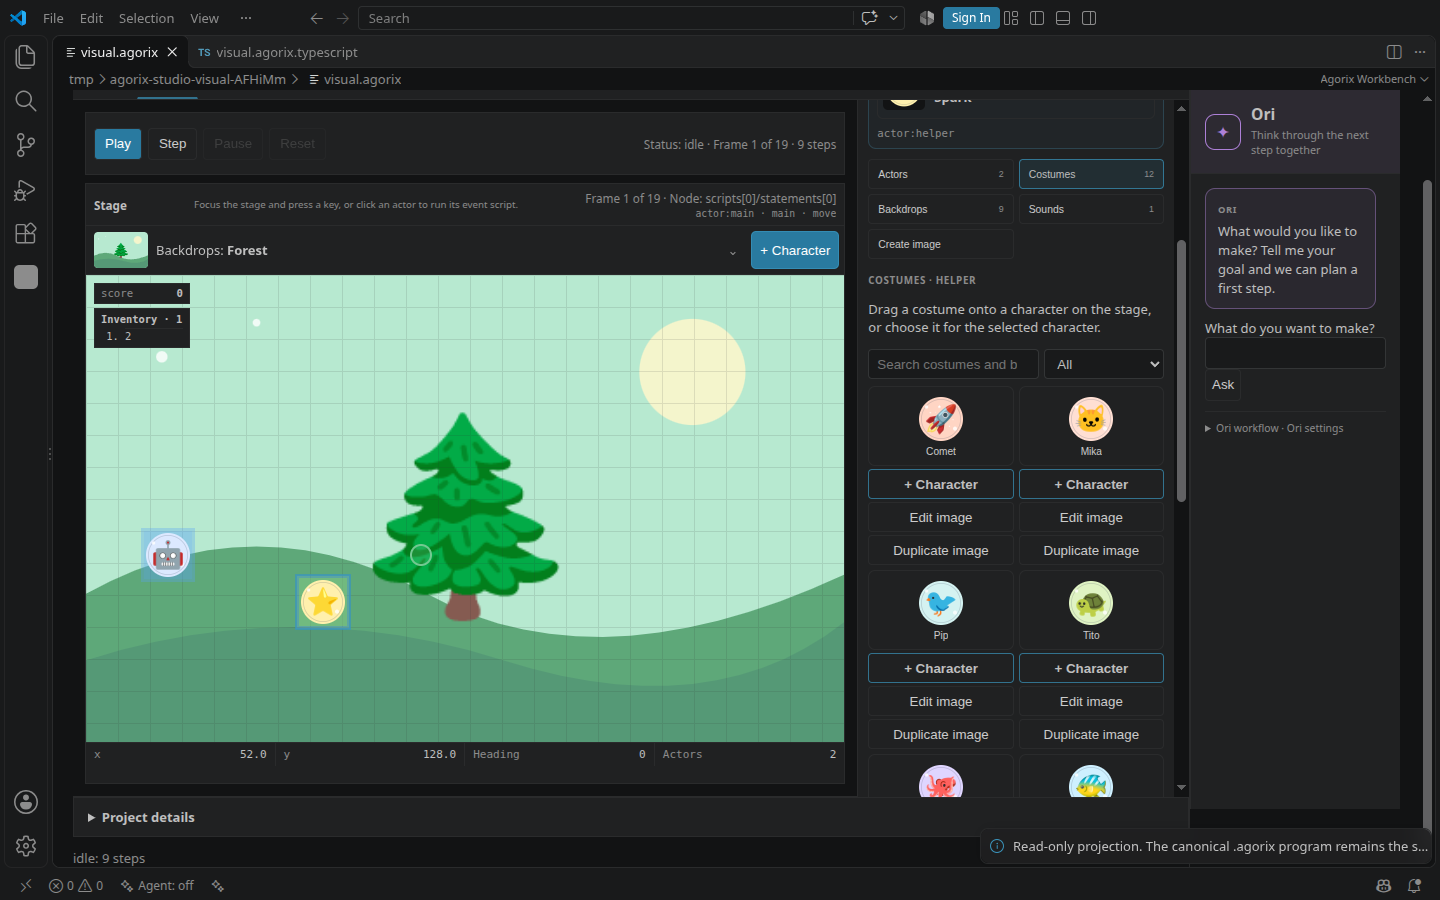 File Edit Selection View ··· Search Sign In
visual.agorix TS visual.agorix.typescript
tmp > agorix-studio-visual-AFHiMm > visual.agorix Agorix Workbench
Play Step Pause Reset Status: idle · Frame 1 of 19 · 9 steps
Stage Focus the stage and press a key, or click an actor to run its event script. Frame 1 of 19 · Node: scripts[0]/statements[0]
actor:main · main · move
Backdrops: Forest + Character
score 0
Inventory · 1
1. 2
x 52.0 y 128.0 Heading 0 Actors 2
Project details
idle: 9 steps
Spark
actor:helper
Actors 2 Costumes 12
Backdrops 9 Sounds 1
Create image
COSTUMES · HELPER
Drag a costume onto a character on the stage,
or choose it for the selected character.
Search costumes and b All
Comet Mika
+ Character + Character
Edit image Edit image
Duplicate image Duplicate image
Pip Tito
+ Character + Character
Edit image Edit image
Duplicate image Duplicate image
Ori
Think through the next
step together
ORI
What would you like to
make? Tell me your
goal and we can plan a
first step.
What do you want to make?
Ask
Ori workflow · Ori settings
Read-only projection. The canonical .agorix program remains the s...
0 0 Agent: off